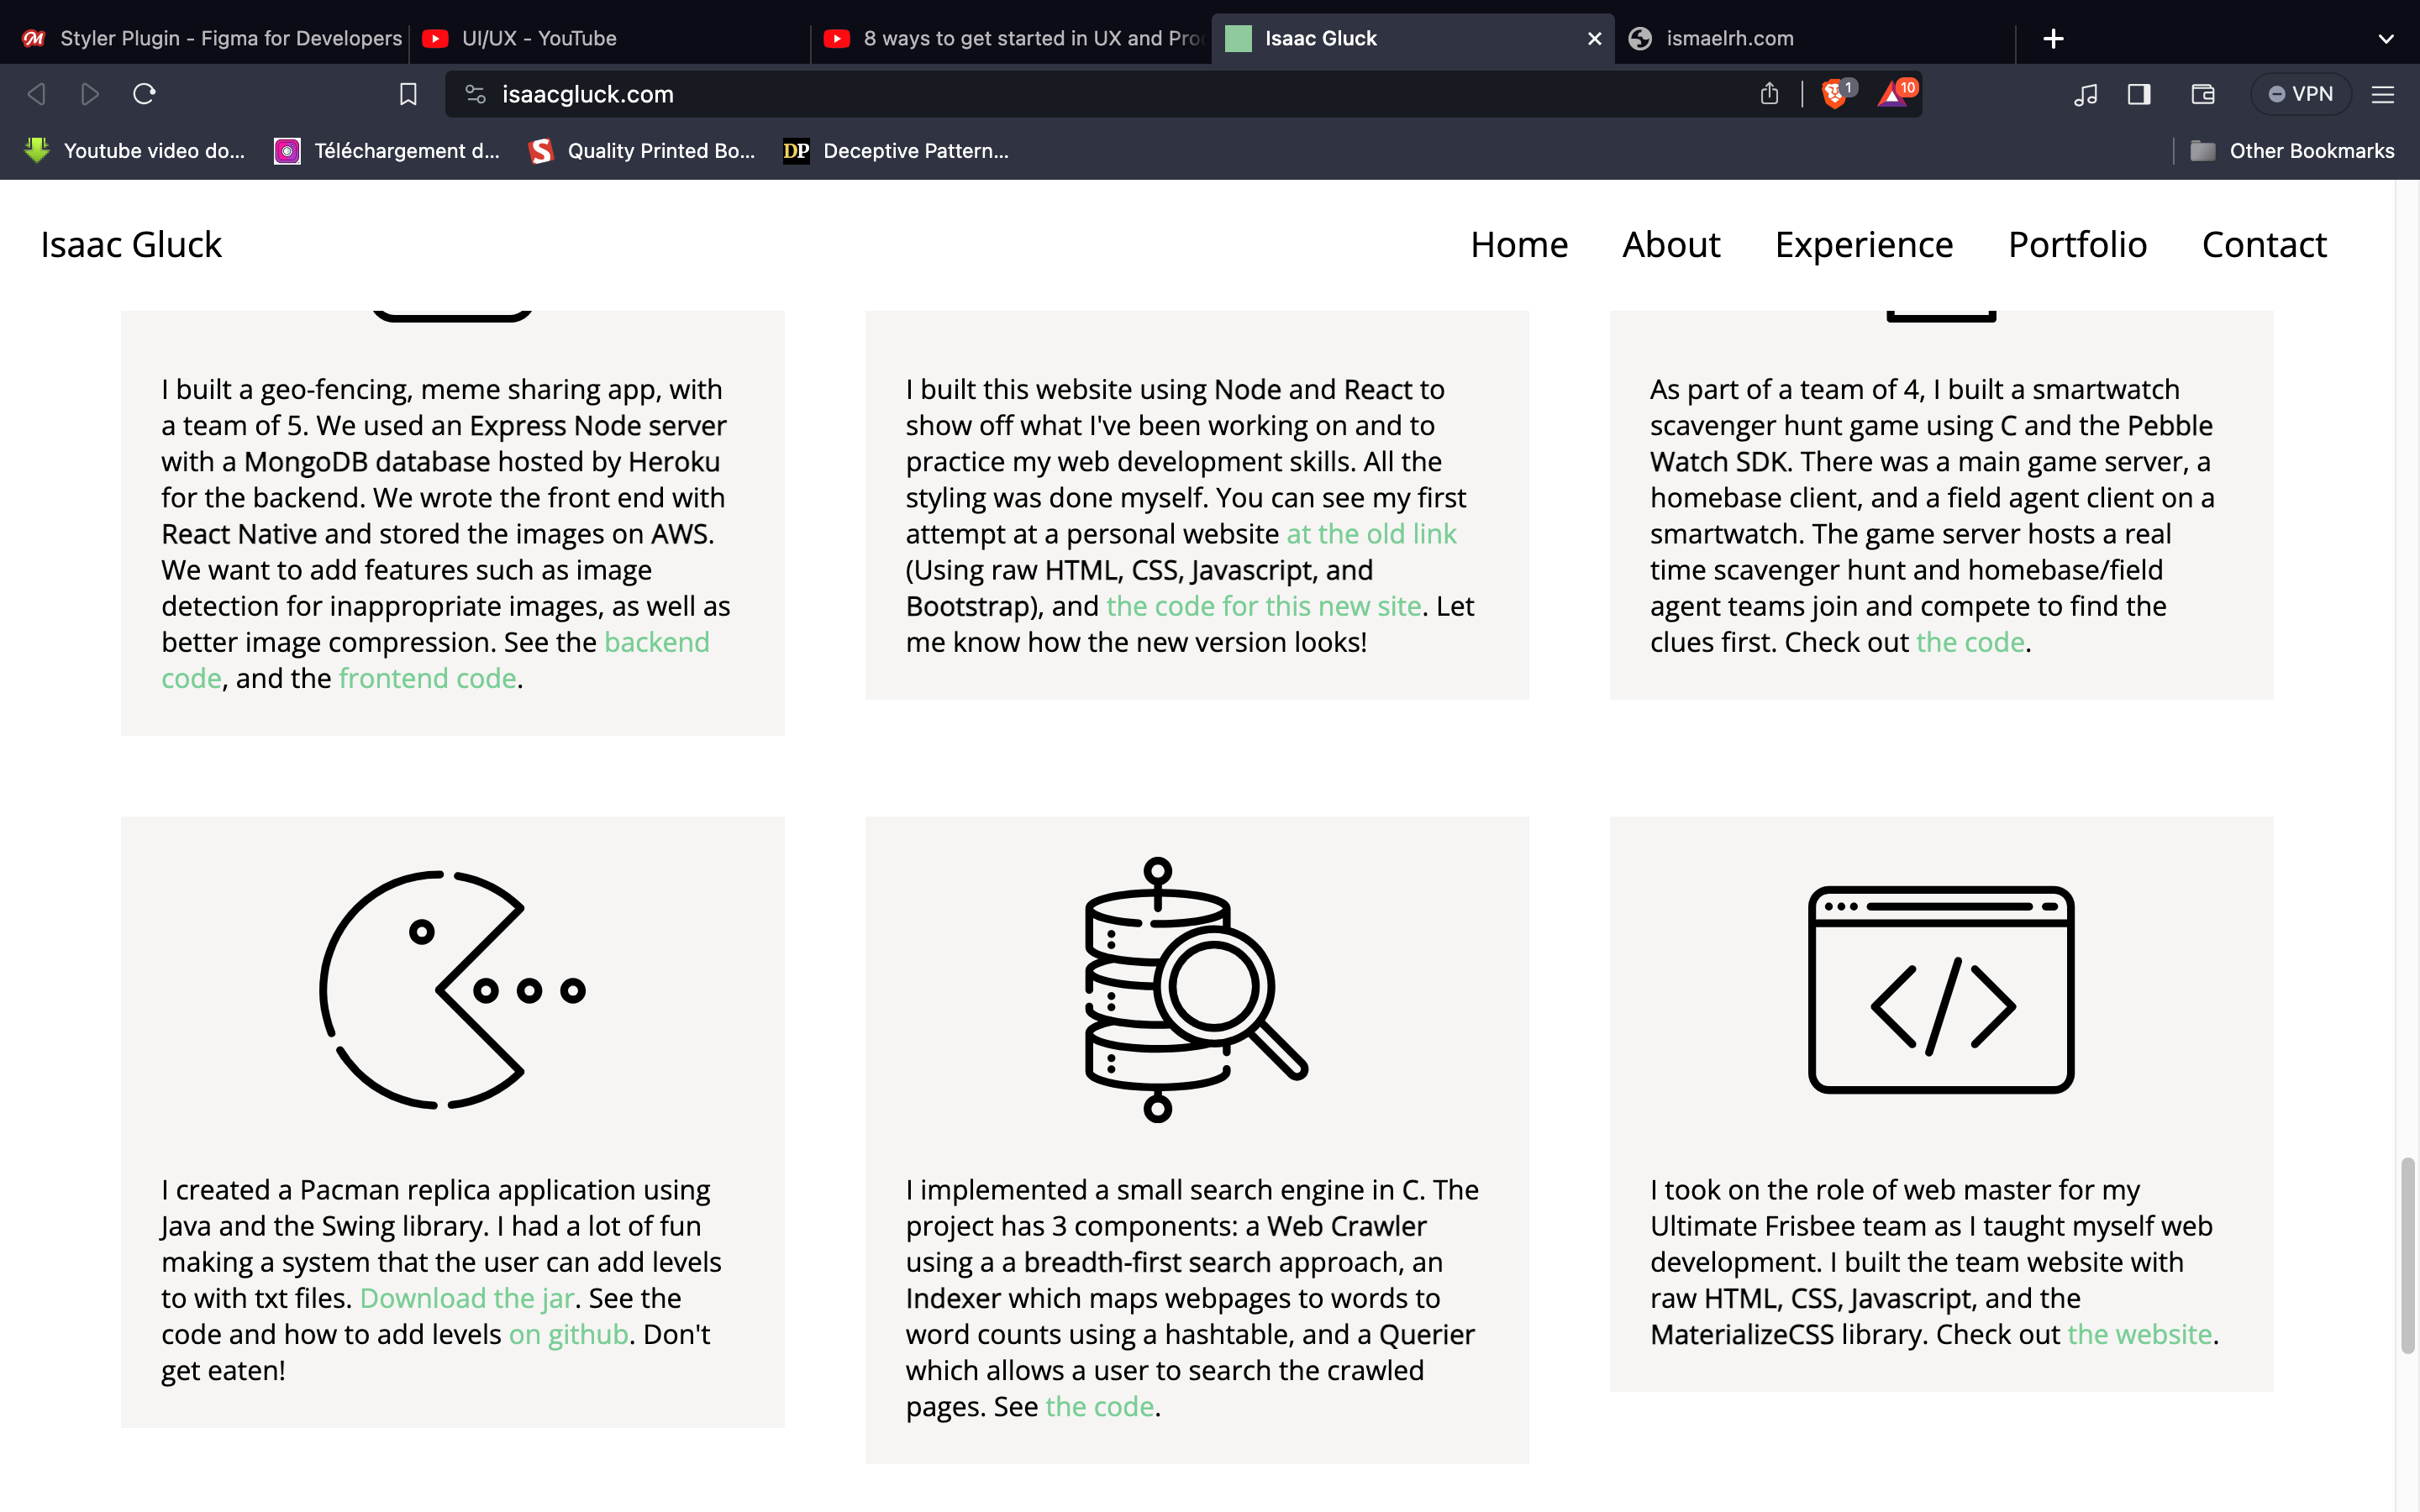 Styler Plugin - Figma for Developers
UI/UX - YouTube
8 ways to get started in UX and Pro
Isaac Gluck
ismaelrh.com
isaacgluck.com
1
10
VPN
Youtube video do...
Téléchargement d...
Quality Printed Bo...
DP
Deceptive Pattern...
Other Bookmarks
Isaac Gluck
Home
About
Experience
Portfolio
Contact
I built a geo-fencing, meme sharing app, with
a team of 5. We used an Express Node server
with a MongoDB database hosted by Heroku
for the backend. We wrote the front end with
React Native and stored the images on AWS.
We want to add features such as image
detection for inappropriate images, as well as
better image compression. See the backend
code, and the frontend code.
I built this website using Node and React to
show off what I've been working on and to
practice my web development skills. All the
styling was done myself. You can see my first
attempt at a personal website at the old link
(Using raw HTML, CSS, Javascript, and
Bootstrap), and the code for this new site. Let
me know how the new version looks!
As part of a team of 4, I built a smartwatch
scavenger hunt game using C and the Pebble
Watch SDK. There was a main game server, a
homebase client, and a field agent client on a
smartwatch. The game server hosts a real
time scavenger hunt and homebase/field
agent teams join and compete to find the
clues first. Check out the code.
I created a Pacman replica application using
Java and the Swing library. I had a lot of fun
making a system that the user can add levels
to with txt files. Download the jar. See the
code and how to add levels on github. Don't
get eaten!
I implemented a small search engine in C. The
project has 3 components: a Web Crawler
using a a breadth-first search approach, an
Indexer which maps webpages to words to
word counts using a hashtable, and a Querier
which allows a user to search the crawled
pages. See the code.
I took on the role of web master for my
Ultimate Frisbee team as I taught myself web
development. I built the team website with
raw HTML, CSS, Javascript, and the
MaterializeCSS library. Check out the website.